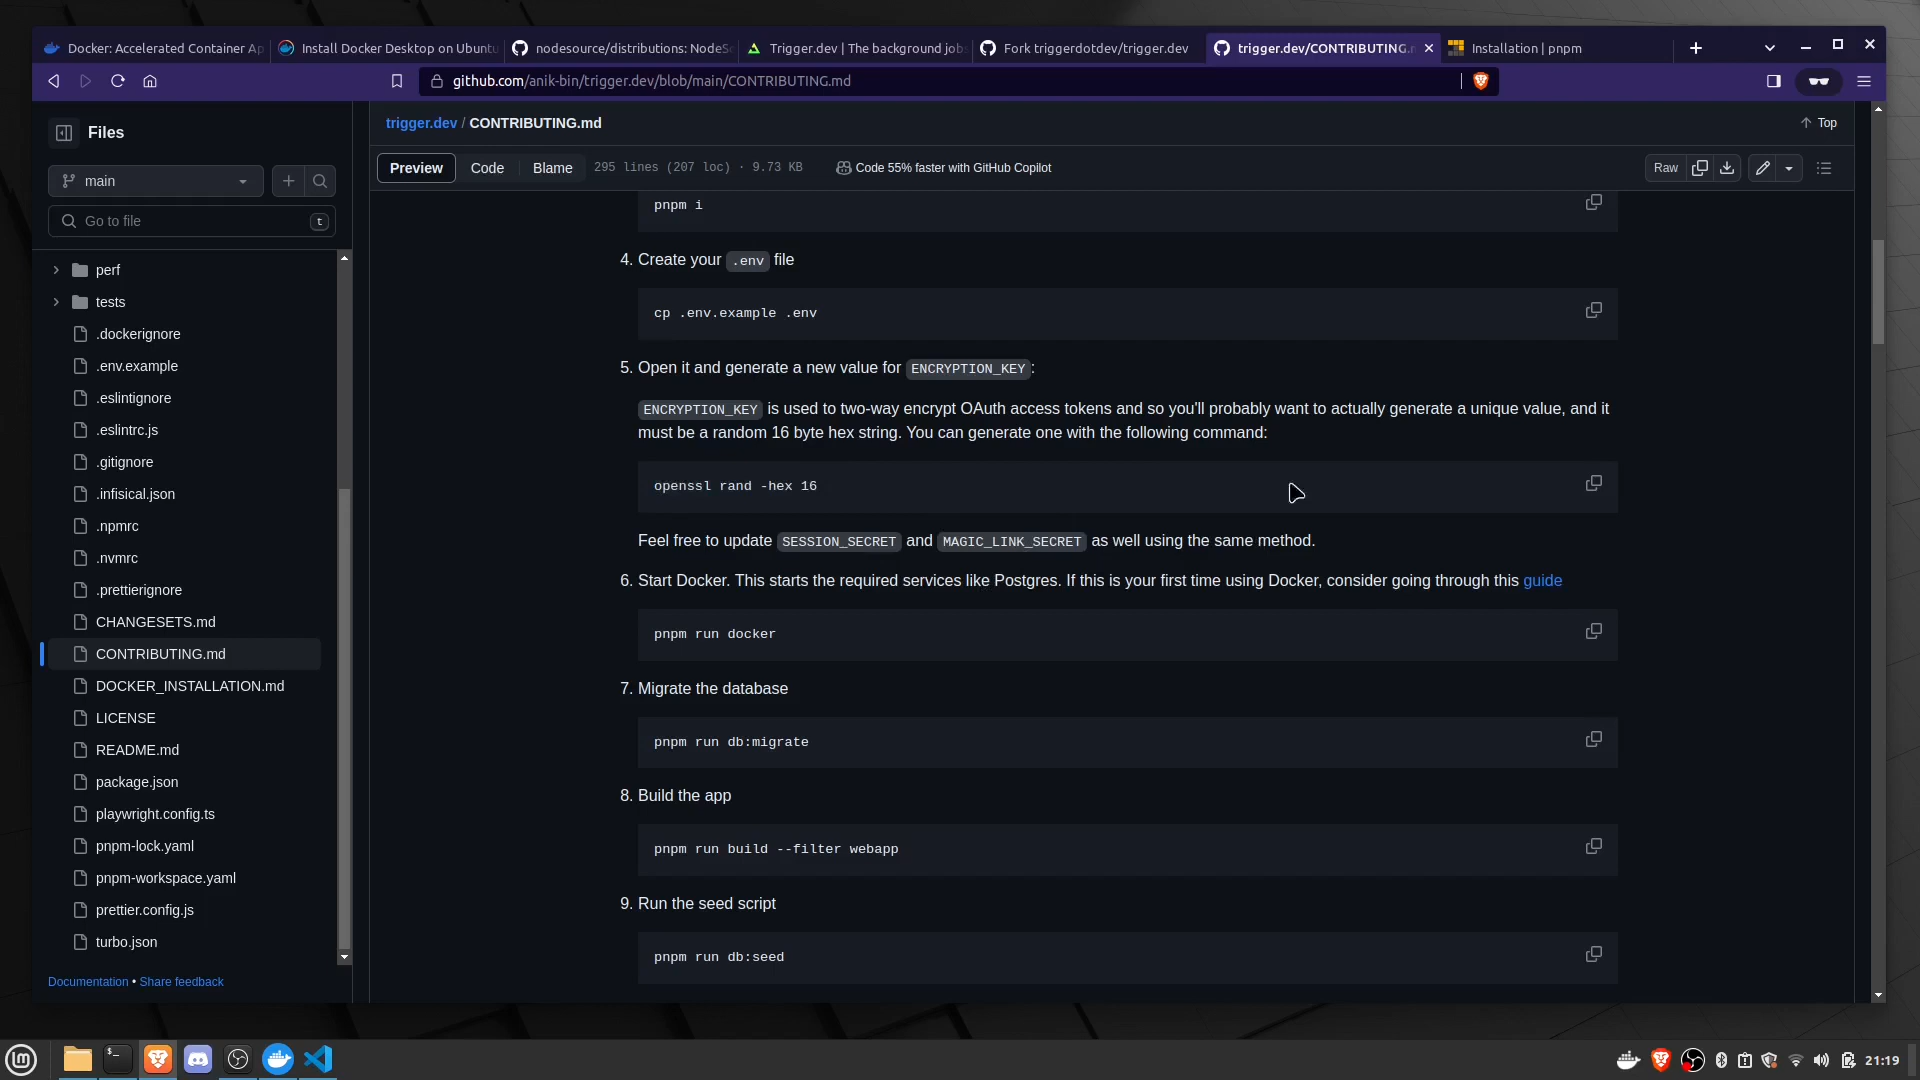 Docker: Accelerated Container Ap
Install Docker Desktop on Ubuntu
nodesource/distributions: NodeS
Trigger.dev | The background jobs
Fork triggerdotdev/trigger.dev
trigger.dev/CONTRIBUTING.m
Installation | pnpm
github.com/anik-bin/trigger.dev/blob/main/CONTRIBUTING.md
Files
main
Go to file
t
perf
tests
.dockerignore
.env.example
.eslintignore
.eslintrc.js
.gitignore
.infisical.json
.npmrc
.nvmrc
.prettierignore
CHANGESETS.md
CONTRIBUTING.md
DOCKER_INSTALLATION.md
LICENSE
README.md
package.json
playwright.config.ts
pnpm-lock.yaml
pnpm-workspace.yaml
prettier.config.js
turbo.json
Documentation • Share feedback
trigger.dev / CONTRIBUTING.md
Top
Preview
Code
Blame
295 lines (207 loc) · 9.73 KB
Code 55% faster with GitHub Copilot
Raw
pnpm i
4. Create your .env file
cp .env.example .env
5. Open it and generate a new value for ENCRYPTION_KEY:
ENCRYPTION_KEY is used to two-way encrypt OAuth access tokens and so you'll probably want to actually generate a unique value, and it
must be a random 16 byte hex string. You can generate one with the following command:
openssl rand -hex 16
Feel free to update SESSION_SECRET and MAGIC_LINK_SECRET as well using the same method.
6. Start Docker. This starts the required services like Postgres. If this is your first time using Docker, consider going through this guide
pnpm run docker
7. Migrate the database
pnpm run db:migrate
8. Build the app
pnpm run build --filter webapp
9. Run the seed script
pnpm run db:seed
21:19